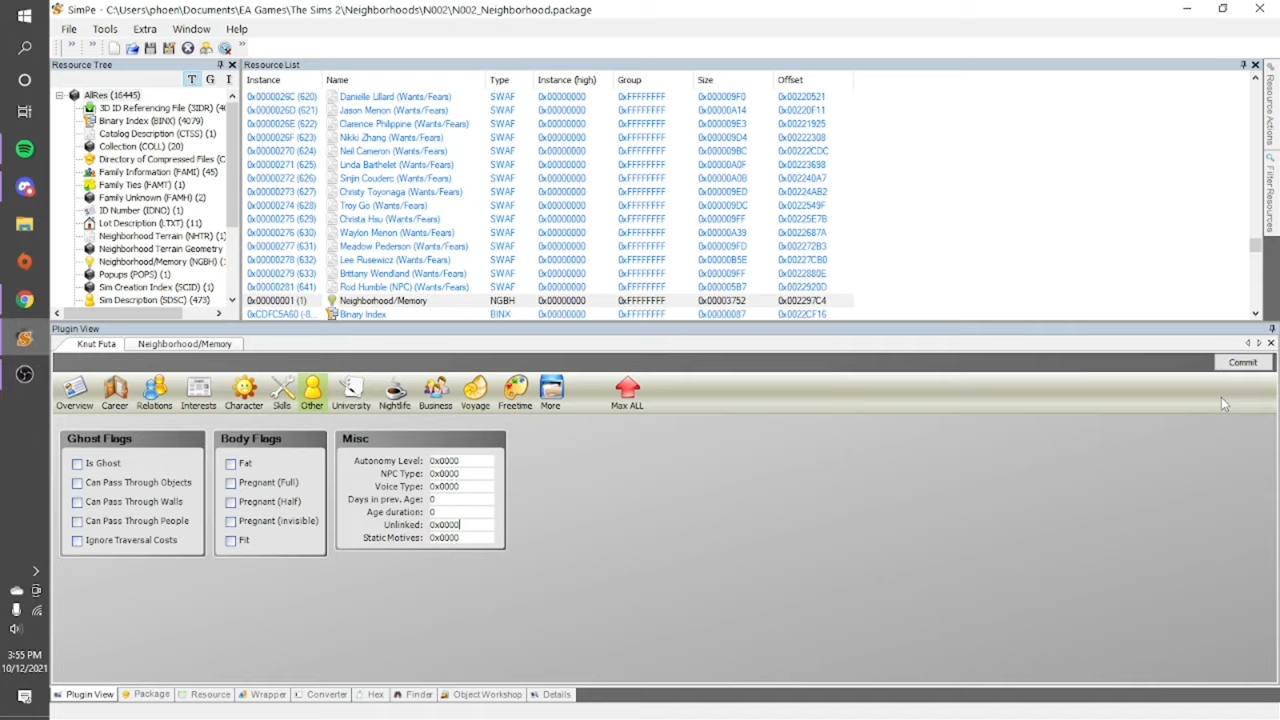 SimPe - C:\Users\phoen\Documents\EA Games\The Sims 2\Neighborhoods\N002\N002_Neighborhood.package
File Tools Extra Window Help
Resource Tree
T G I
AllRes (16445)
3D ID Referencing File (3IDR) (4
Binary Index (BINX) (4079)
Catalog Description (CTSS) (1)
Collection (COLL) (20)
Directory of Compressed Files (C
Family Information (FAMI) (45)
Family Ties (FAMT) (1)
Family Unknown (FAMH) (2)
ID Number (IDNO) (1)
Lot Description (LTXT) (11)
Neighborhood Terrain (NHTR) (1)
Neighborhood Terrain Geometry
Neighborhood/Memory (NGBH) (
Popups (POPS) (1)
Sim Creation Index (SCID) (1)
Sim Description (SDSC) (473)
Resource List
Instance Name Type Instance (high) Group Size Offset
0x0000026C (620) Danielle Lillard (Wants/Fears) SWAF 0x00000000 0xFFFFFFFF 0x000009F0 0x00220521
0x0000026D (621) Jason Menon (Wants/Fears) SWAF 0x00000000 0xFFFFFFFF 0x00000A14 0x00220F11
0x0000026E (622) Clarence Philippine (Wants/Fears) SWAF 0x00000000 0xFFFFFFFF 0x000009E3 0x00221925
0x0000026F (623) Nikki Zhang (Wants/Fears) SWAF 0x00000000 0xFFFFFFFF 0x000009D4 0x00222308
0x00000270 (624) Neil Cameron (Wants/Fears) SWAF 0x00000000 0xFFFFFFFF 0x000009BC 0x00222CDC
0x00000271 (625) Linda Barthelet (Wants/Fears) SWAF 0x00000000 0xFFFFFFFF 0x00000A0F 0x00223698
0x00000272 (626) Sinjin Couderc (Wants/Fears) SWAF 0x00000000 0xFFFFFFFF 0x00000A0B 0x002240A7
0x00000273 (627) Christy Toyonaga (Wants/Fears) SWAF 0x00000000 0xFFFFFFFF 0x000009ED 0x00224AB2
0x00000274 (628) Troy Go (Wants/Fears) SWAF 0x00000000 0xFFFFFFFF 0x000009DC 0x0022549F
0x00000275 (629) Christa Hsu (Wants/Fears) SWAF 0x00000000 0xFFFFFFFF 0x000009FF 0x00225E7B
0x00000276 (630) Waylon Menon (Wants/Fears) SWAF 0x00000000 0xFFFFFFFF 0x00000A39 0x0022687A
0x00000277 (631) Meadow Pederson (Wants/Fears) SWAF 0x00000000 0xFFFFFFFF 0x000009FD 0x002272B3
0x00000278 (632) Lee Rusewicz (Wants/Fears) SWAF 0x00000000 0xFFFFFFFF 0x00000B5E 0x00227CB0
0x00000279 (633) Brittany Wendland (Wants/Fears) SWAF 0x00000000 0xFFFFFFFF 0x000009FF 0x0022880E
0x00000281 (641) Rod Humble (NPC) (Wants/Fears) SWAF 0x00000000 0xFFFFFFFF 0x000005B7 0x0022920D
0x00000001 (1) Neighborhood/Memory NGBH 0x00000000 0xFFFFFFFF 0x00003752 0x002297C4
0xCDFC5A60 (-8... Binary Index BINX 0x00000000 0xFFFFFFFF 0x00000087 0x0022CF16
Resource Actions
Filter Resources
Plugin View
Knut Futa Neighborhood/Memory
Commit
Overview Career Relations Interests Character Skills Other University Nightlife Business Voyage Freetime More Max ALL
Ghost Flags
Is Ghost
Can Pass Through Objects
Can Pass Through Walls
Can Pass Through People
Ignore Traversal Costs
Body Flags
Fat
Pregnant (Full)
Pregnant (Half)
Pregnant (invisible)
Fit
Misc
Autonomy Level: 0x0000
NPC Type: 0x0000
Voice Type: 0x0000
Days in prev. Age: 0
Age duration: 0
Unlinked: 0x0000
Static Motives: 0x0000
Plugin View Package Resource Wrapper Converter Hex Finder Object Workshop Details
3:55 PM
10/12/2021